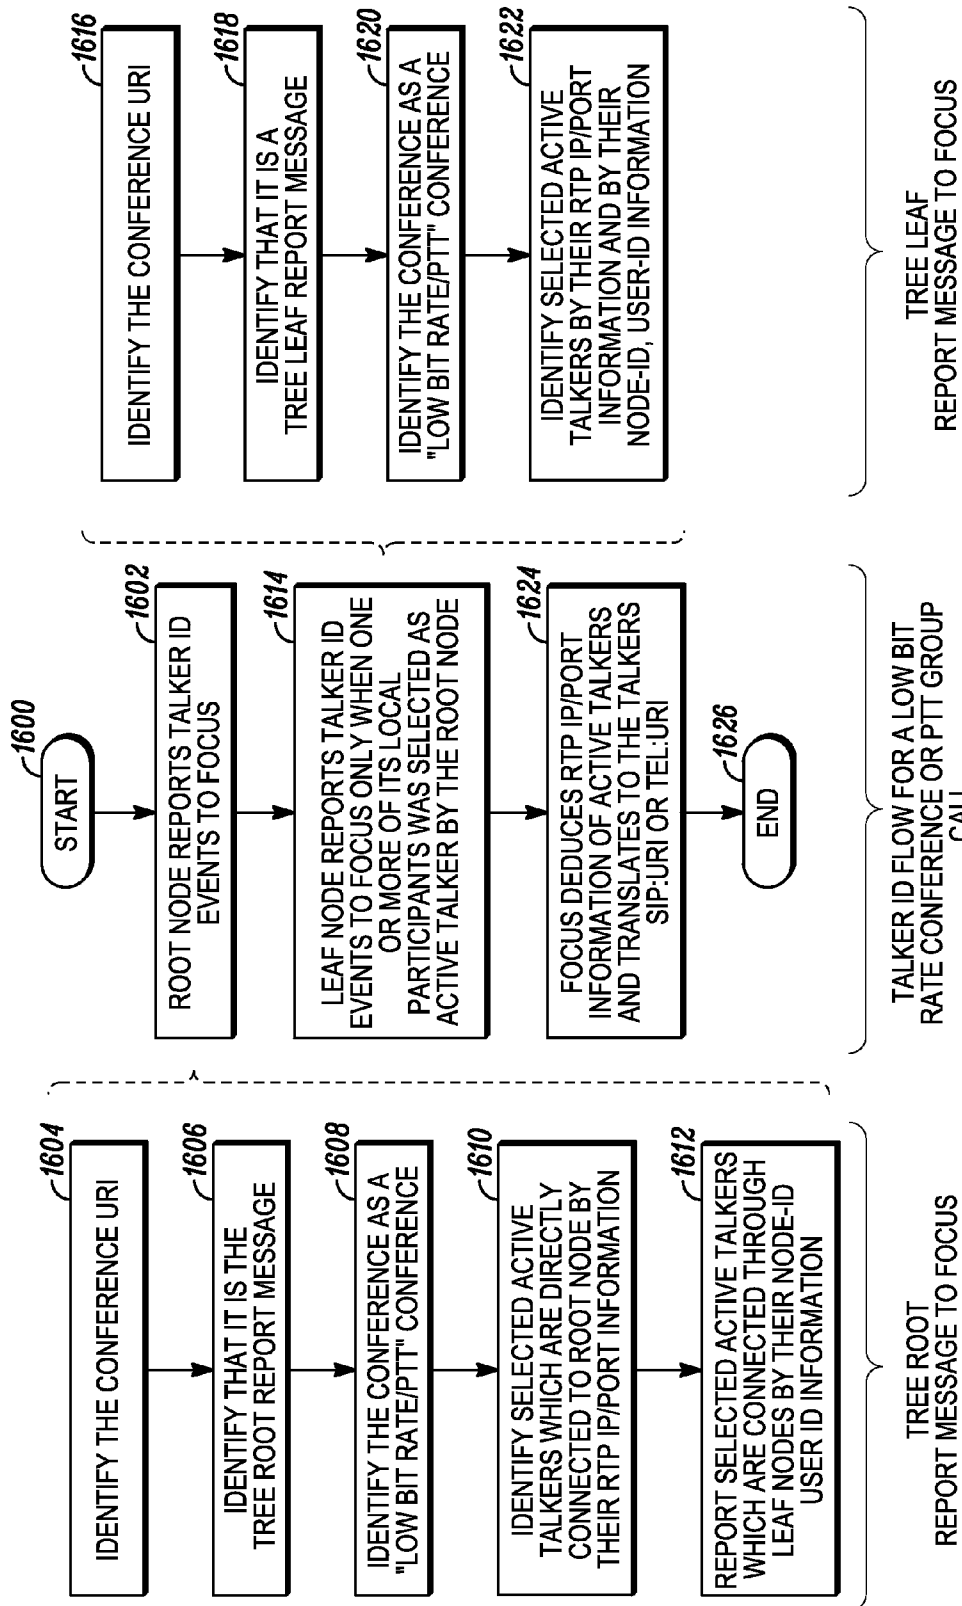 1604
IDENTIFY THE CONFERENCE URI
1606
IDENTIFY THAT IT IS THE
TREE ROOT REPORT MESSAGE
1608
IDENTIFY THE CONFERENCE AS A
"LOW BIT RATE/PTT" CONFERENCE
1610
IDENTIFY SELECTED ACTIVE
TALKERS WHICH ARE DIRECTLY
CONNECTED TO ROOT NODE BY
THEIR RTP IP/PORT INFORMATION
1612
REPORT SELECTED ACTIVE TALKERS
WHICH ARE CONNECTED THROUGH
LEAF NODES BY THEIR NODE-ID
USER ID INFORMATION
TREE ROOT
REPORT MESSAGE TO FOCUS
1600
START
1602
ROOT NODE REPORTS TALKER ID
EVENTS TO FOCUS
1614
LEAF NODE REPORTS TALKER ID
EVENTS TO FOCUS ONLY WHEN ONE
OR MORE OF ITS LOCAL
PARTICIPANTS WAS SELECTED AS
ACTIVE TALKER BY THE ROOT NODE
1624
FOCUS DEDUCES RTP IP/PORT
INFORMATION OF ACTIVE TALKERS
AND TRANSLATES TO THE TALKERS
SIP:URI OR TEL:URI
1626
END
TALKER ID FLOW FOR A LOW BIT
RATE CONFERENCE OR PTT GROUP
CALL
1616
IDENTIFY THE CONFERENCE URI
1618
IDENTIFY THAT IT IS A
TREE LEAF REPORT MESSAGE
1620
IDENTIFY THE CONFERENCE AS A
"LOW BIT RATE/PTT" CONFERENCE
1622
IDENTIFY SELECTED ACTIVE
TALKERS BY THEIR RTP IP/PORT
INFORMATION AND BY THEIR
NODE-ID, USER-ID INFORMATION
TREE LEAF
REPORT MESSAGE TO FOCUS